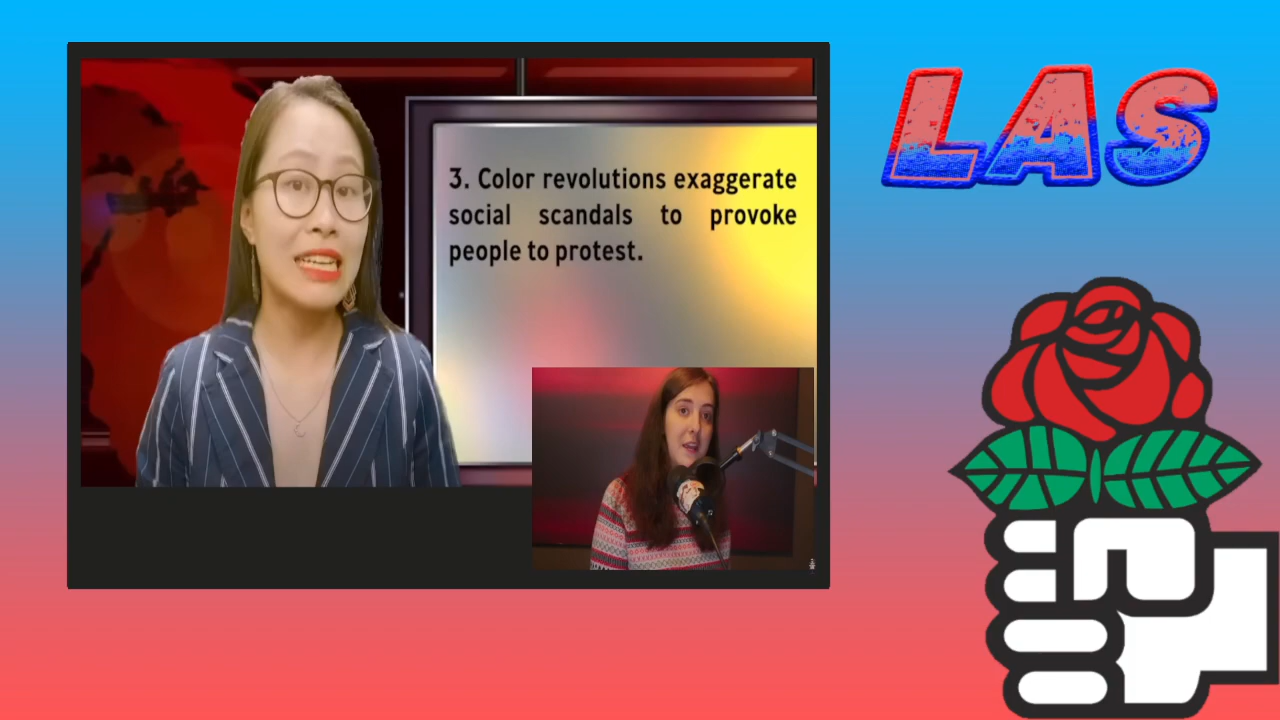 LAS
3. Color revolutions exaggerate
social scandals to provoke
people to protest.